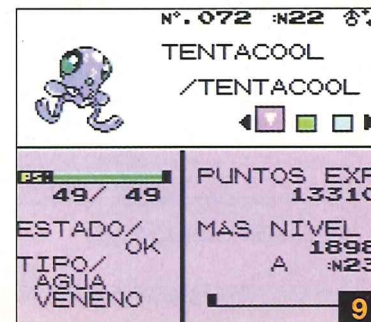 Nº.072 :N22 ♂
TENTACOOL
/TENTACOOL
PS:
49/ 49
ESTADO/
OK
TIPO/
AGUA
VENENO
PUNTOS EXP
13310
MÁS NIVEL
1898
A :N23
9